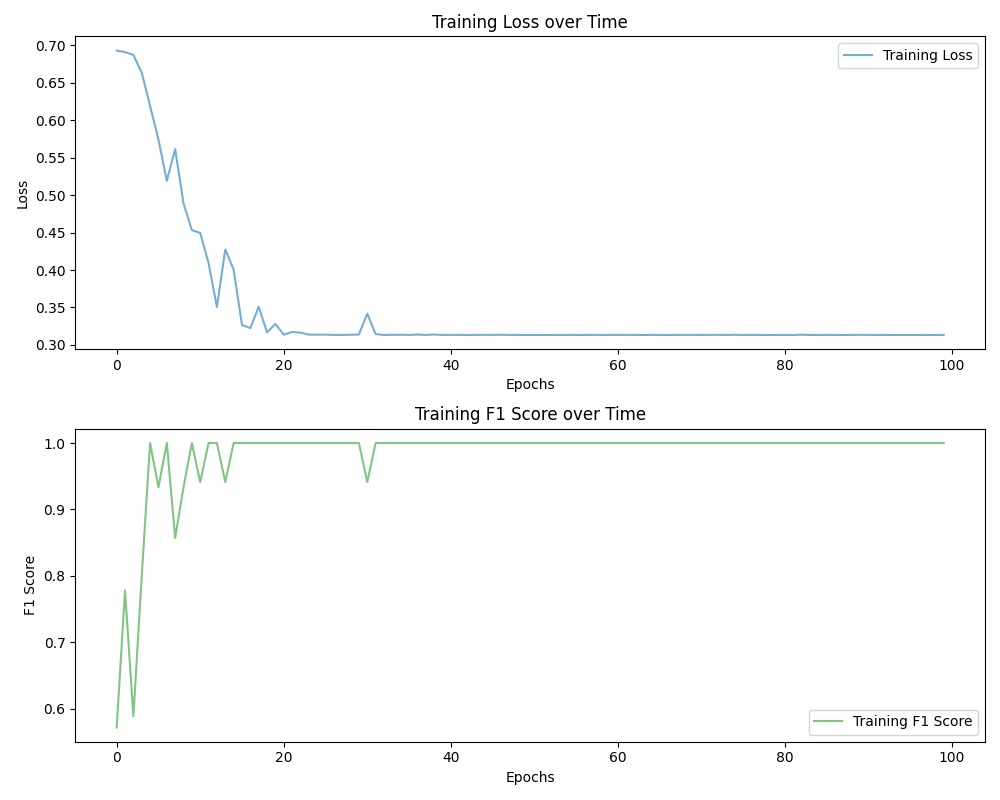 Training Loss over Time
0.70
0.65
0.60
0.55
0.50
0.45
0.40
0.35
0.30
Loss
Training Loss
0 20 40 60 80 100
Epochs
Training F1 Score over Time
1.0
0.9
0.8
0.7
0.6
F1 Score
Training F1 Score
0 20 40 60 80 100
Epochs